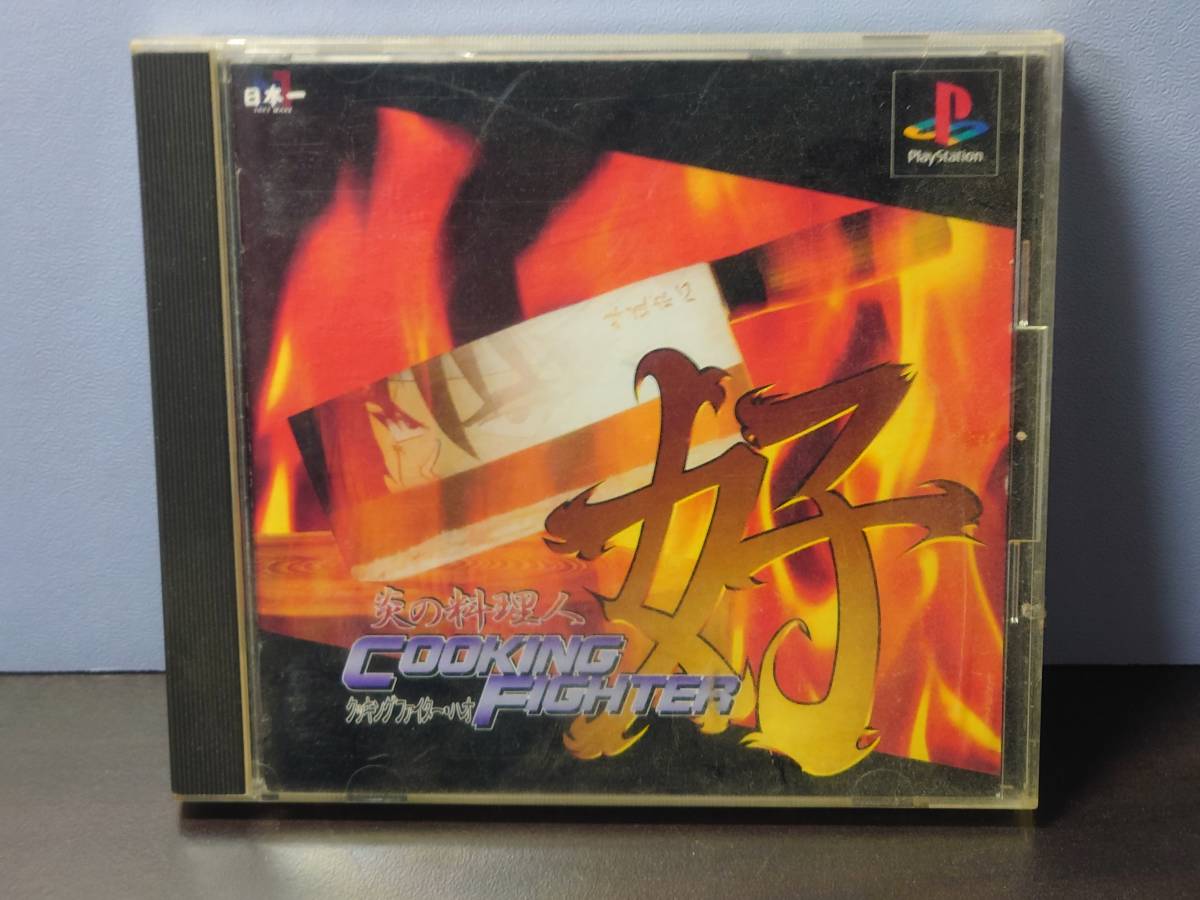 日本一
PlayStation
好
炎の料理人
COOKING
FIGHTER
クッキングファイター・ハオ